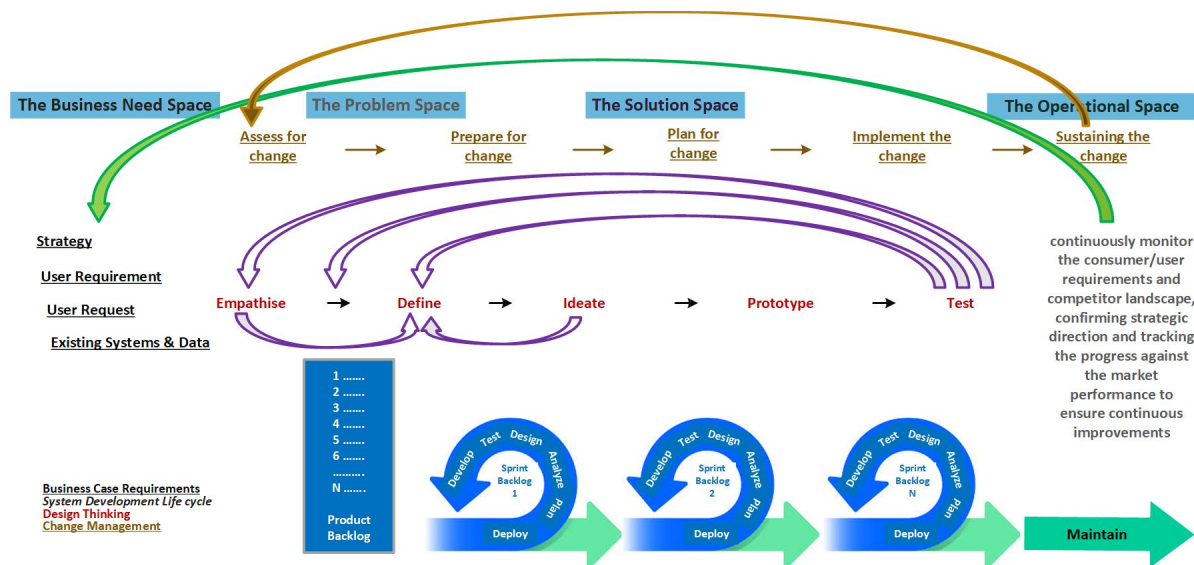 The Business Need Space
The Problem Space
The Solution Space
The Operational Space
Assess for
change
Prepare for
change
Plan for
change
Implement the
change
Sustaining the
change
Strategy
User Requirement
User Request
Existing Systems & Data
Empathise
Define
Ideate
Prototype
Test
continuously monitor
the consumer/user
requirements and
competitor landscape,
confirming strategic
direction and tracking
the progress against
the market
performance to
ensure continuous
improvements
1 .......
2 .......
3 .......
4 .......
5 .......
6 .......
..........
N .......
Product
Backlog
Develop Test Design Analyze Plan
Sprint
Backlog
1
Deploy
Develop Test Design Analyze Plan
Sprint
Backlog
2
Deploy
Develop Test Design Analyze Plan
Sprint
Backlog
N
Deploy
Maintain
Business Case Requirements
System Development Life cycle
Design Thinking
Change Management